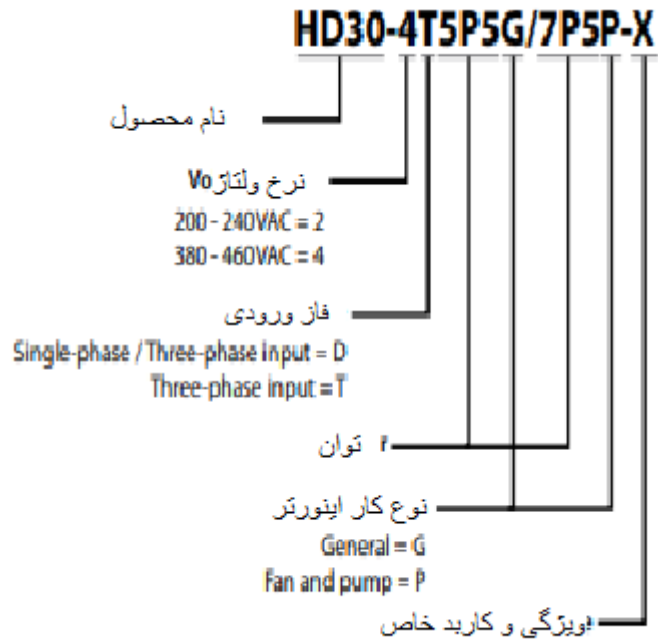 HD30-4T5P5G/7P5P-X
نام محصول
نرخ ولتاژ Vo
200 - 240VAC = 2
380 - 460VAC = 4
فاز ورودی
Single-phase / Three-phase input = D
Three-phase input = T
توان
نوع کار اینورتر
General = G
Fan and pump = P
ویژگی و کاربد خاص